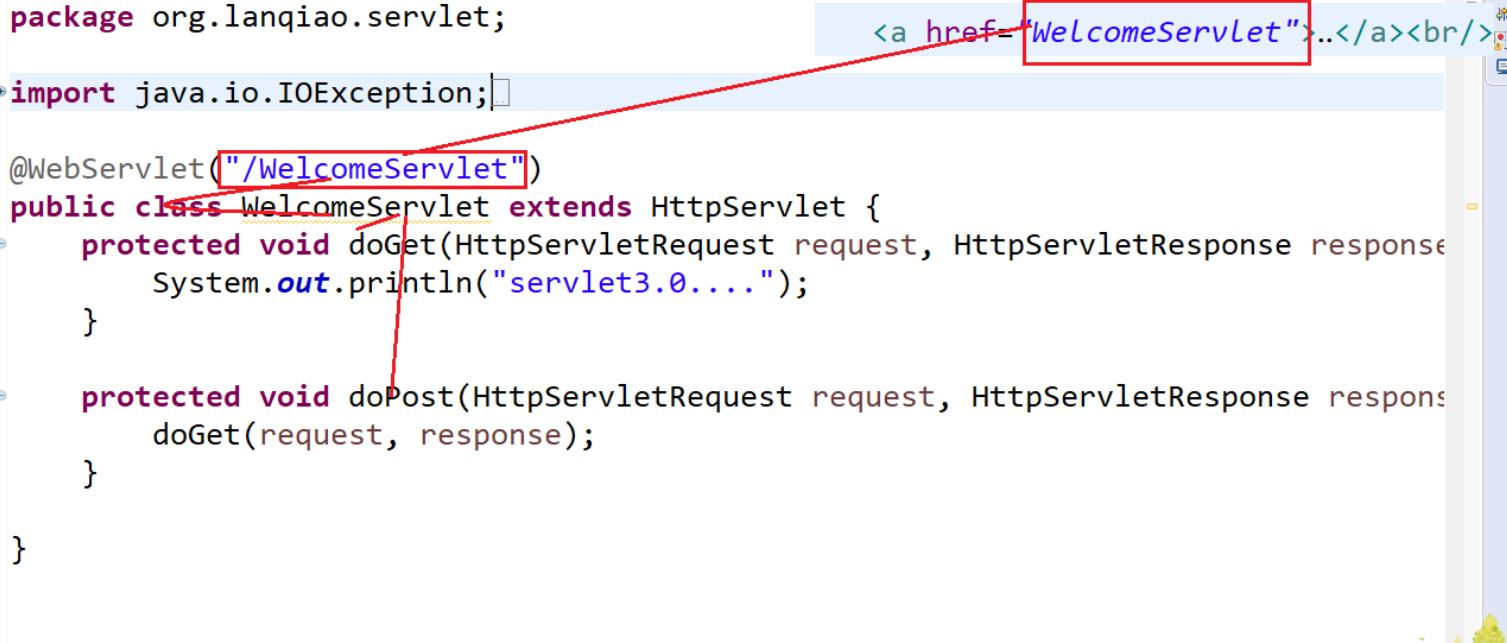 package org.lanqiao.servlet;
<a href="WelcomeServlet">..</a><br/>
import java.io.IOException;
@WebServlet("/WelcomeServlet")
public class WelcomeServlet extends HttpServlet {
protected void doGet(HttpServletRequest request, HttpServletResponse response
System.out.println("servlet3.0....");
}
protected void doPost(HttpServletRequest request, HttpServletResponse respons
doGet(request, response);
}
}